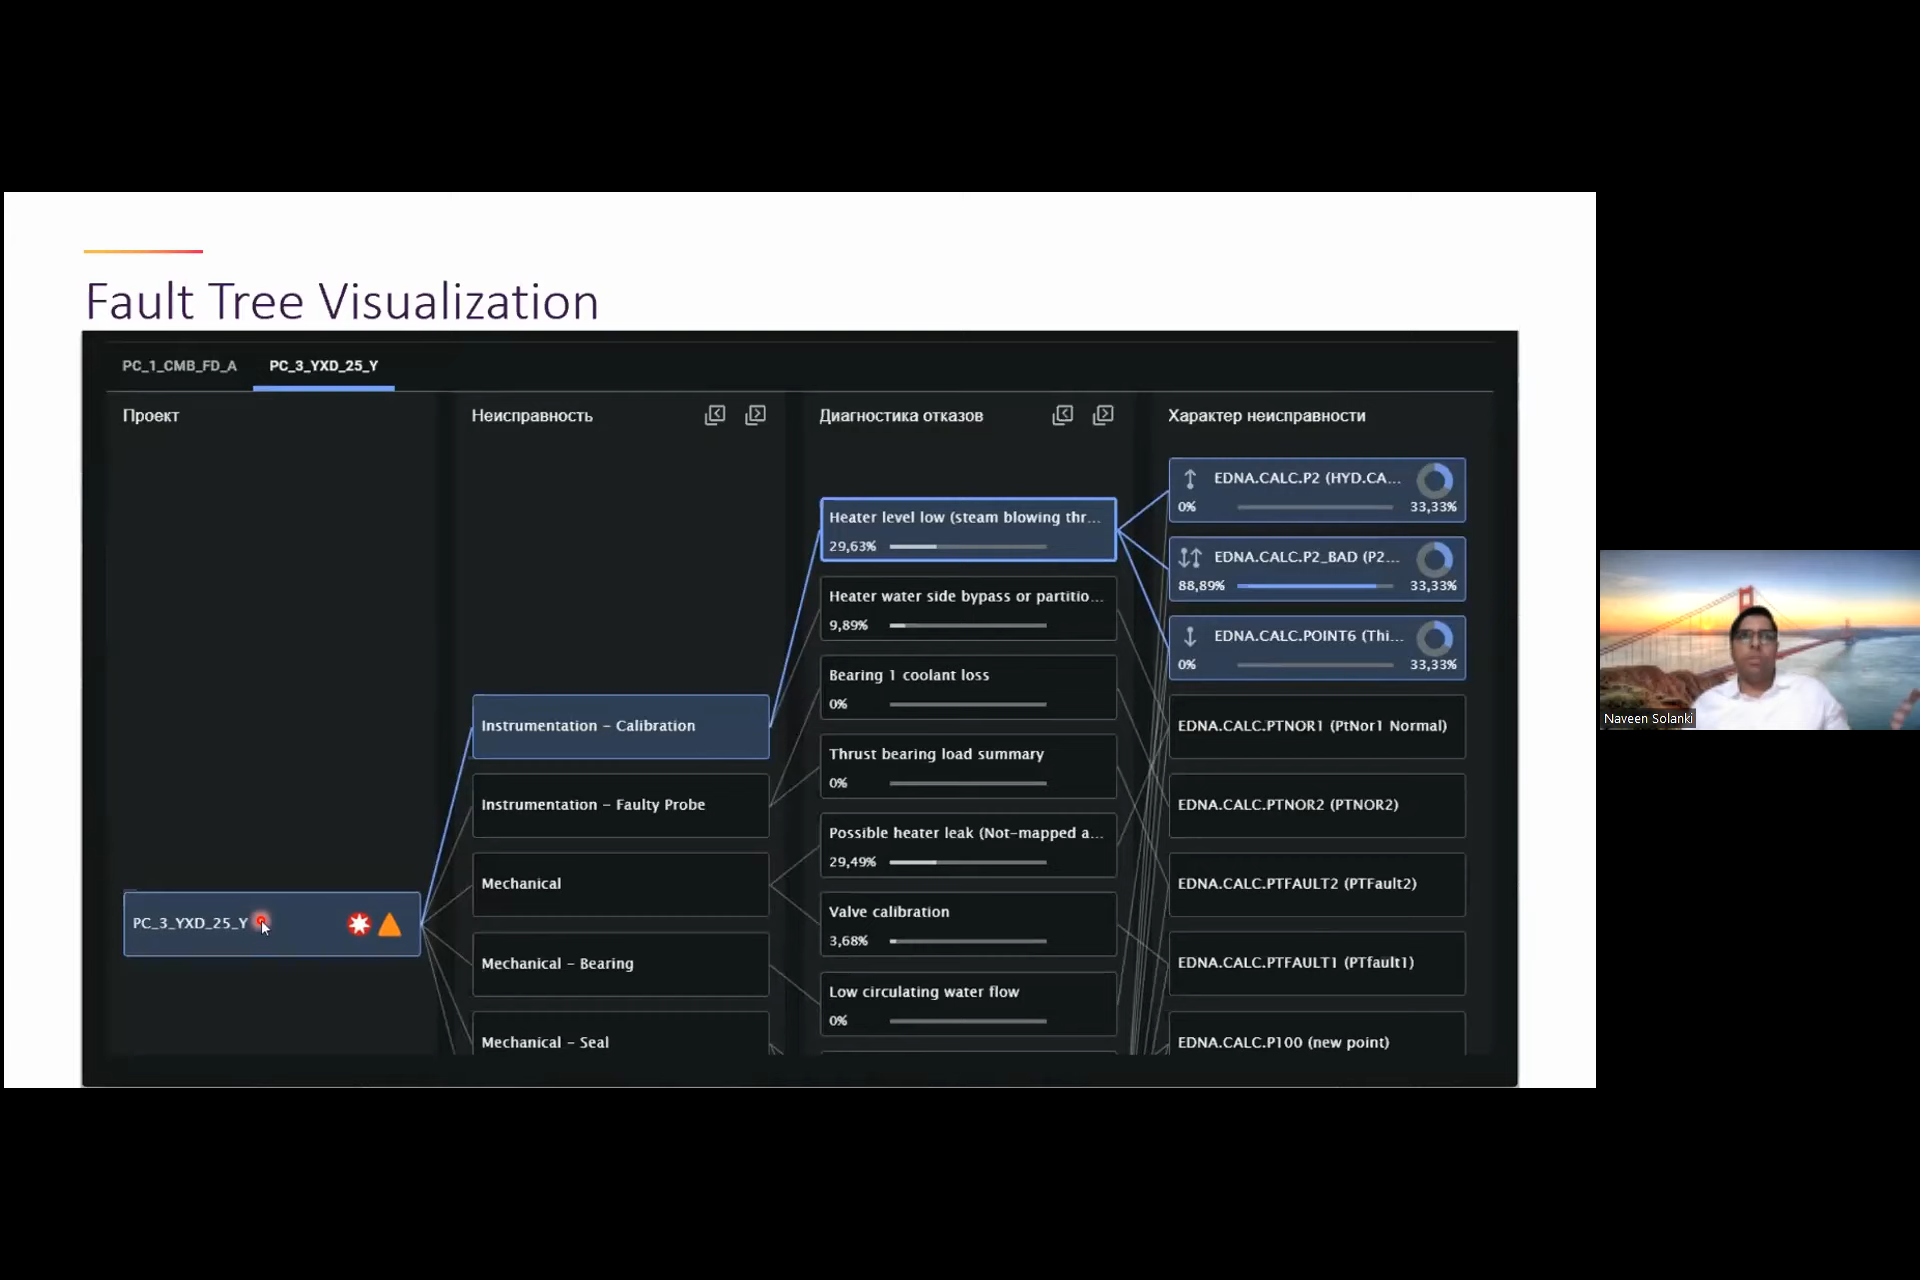 Fault Tree Visualization
PC_1_CMB_FD_A
PC_3_YXD_25_Y
Проект
Неисправность
Диагностика отказов
Характер неисправности
PC_3_YXD_25_Y
Instrumentation - Calibration
Instrumentation - Faulty Probe
Mechanical
Mechanical - Bearing
Mechanical - Seal
Heater level low (steam blowing thr...
29,63%
Heater water side bypass or partitio...
9,89%
Bearing 1 coolant loss
0%
Thrust bearing load summary
0%
Possible heater leak (Not-mapped a...
29,49%
Valve calibration
3,68%
Low circulating water flow
0%
EDNA.CALC.P2 (HYD.CA...
0% 33,33%
EDNA.CALC.P2_BAD (P2...
88,89% 33,33%
EDNA.CALC.POINT6 (Thi...
0% 33,33%
EDNA.CALC.PTNOR1 (PtNor1 Normal)
EDNA.CALC.PTNOR2 (PTNOR2)
EDNA.CALC.PTFAULT2 (PTFault2)
EDNA.CALC.PTFAULT1 (PTfault1)
EDNA.CALC.P100 (new point)
Naveen Solanki